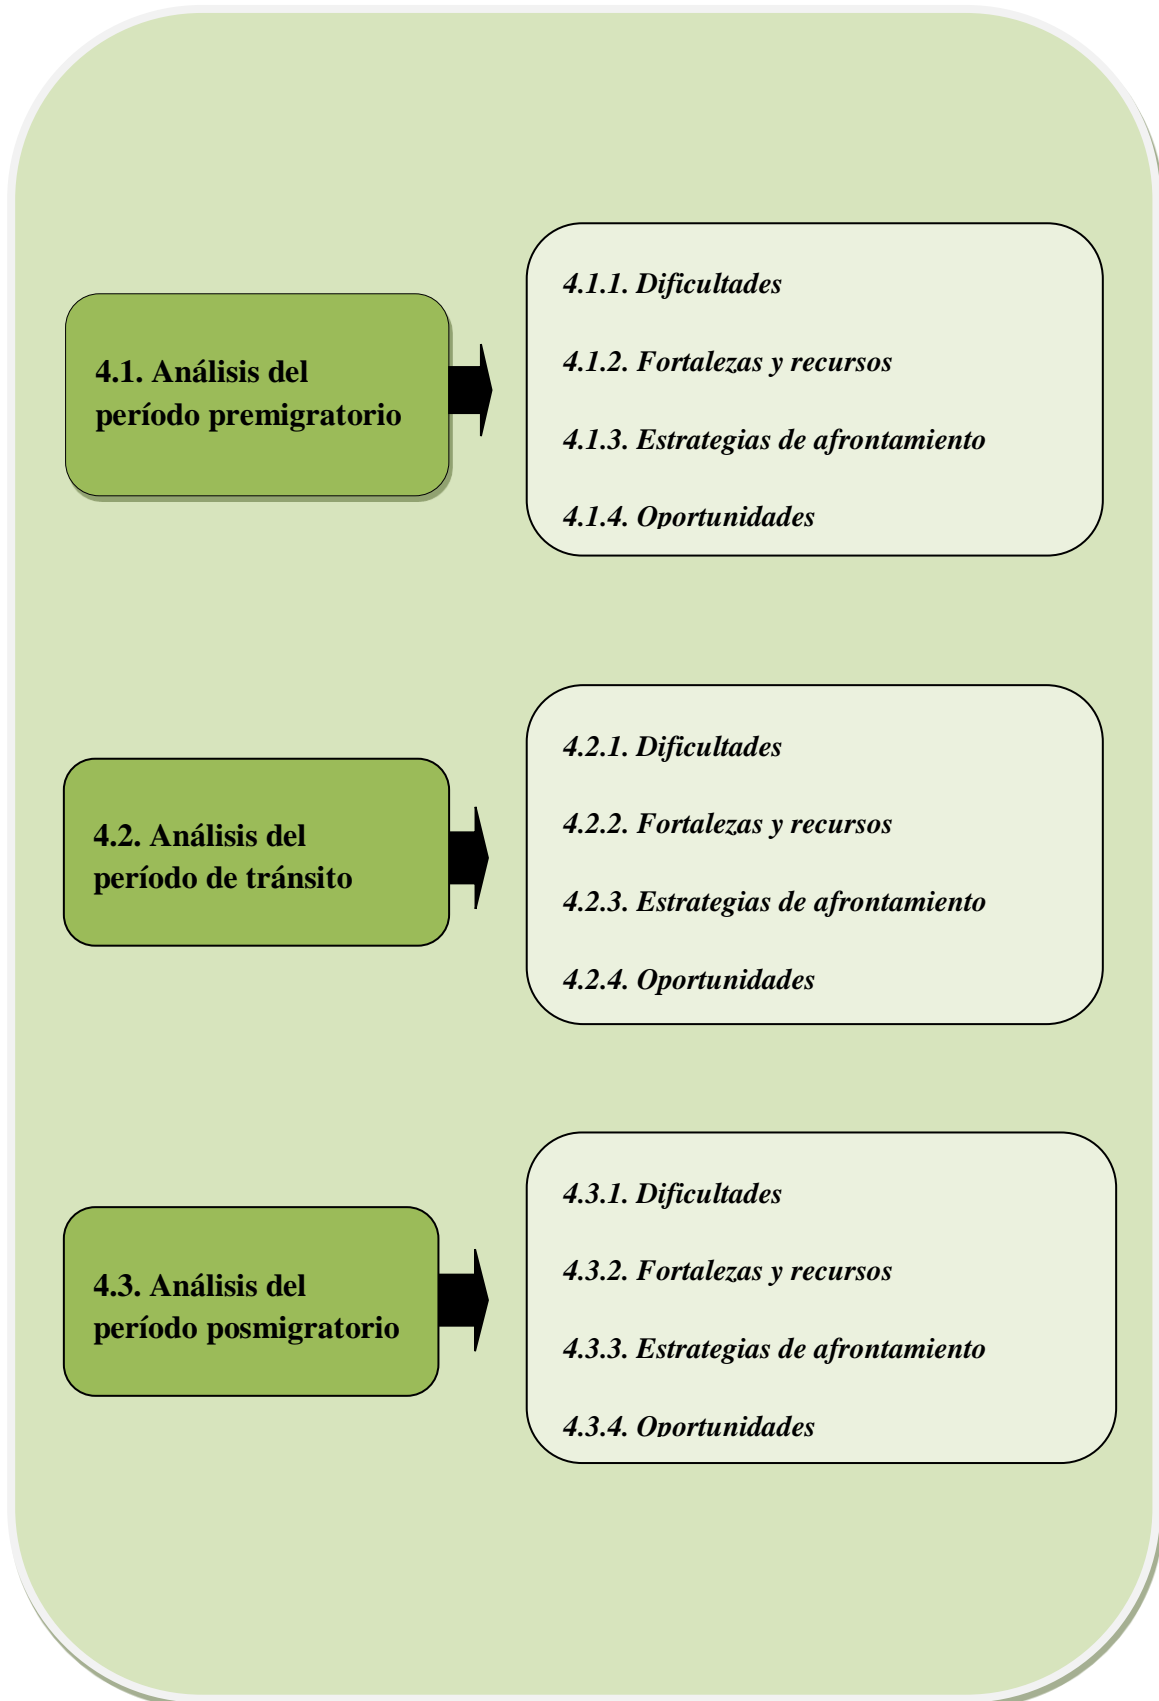 4.1. Análisis del
período premigratorio
4.1.1. Dificultades
4.1.2. Fortalezas y recursos
4.1.3. Estrategias de afrontamiento
4.1.4. Oportunidades
4.2. Análisis del
período de tránsito
4.2.1. Dificultades
4.2.2. Fortalezas y recursos
4.2.3. Estrategias de afrontamiento
4.2.4. Oportunidades
4.3. Análisis del
período posmigratorio
4.3.1. Dificultades
4.3.2. Fortalezas y recursos
4.3.3. Estrategias de afrontamiento
4.3.4. Oportunidades